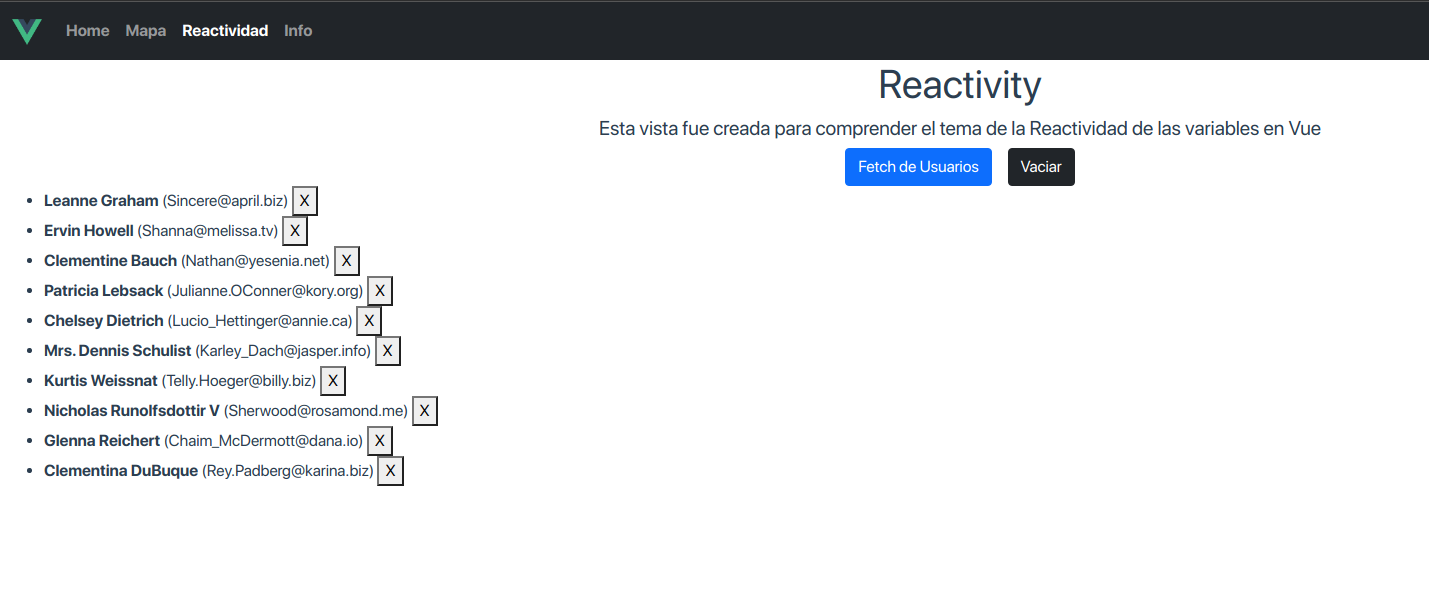 Home Mapa Reactividad Info
Reactivity
Esta vista fue creada para comprender el tema de la Reactividad de las variables en Vue
Fetch de Usuarios Vaciar
Leanne Graham (Sincere@april.biz) X
Ervin Howell (Shanna@melissa.tv) X
Clementine Bauch (Nathan@yesenia.net) X
Patricia Lebsack (Julianne.OConner@kory.org) X
Chelsey Dietrich (Lucio_Hettinger@annie.ca) X
Mrs. Dennis Schulist (Karley_Dach@jasper.info) X
Kurtis Weissnat (Telly.Hoeger@billy.biz) X
Nicholas Runolfsdottir V (Sherwood@rosamond.me) X
Glenna Reichert (Chaim_McDermott@dana.io) X
Clementina DuBuque (Rey.Padberg@karina.biz) X